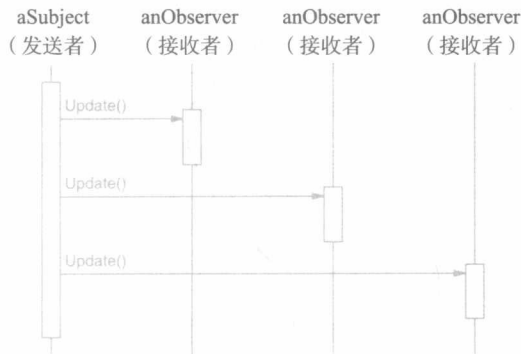 aSubject
（发送者）
anObserver
（接收者）
anObserver
（接收者）
anObserver
（接收者）
Update()
Update()
Update()